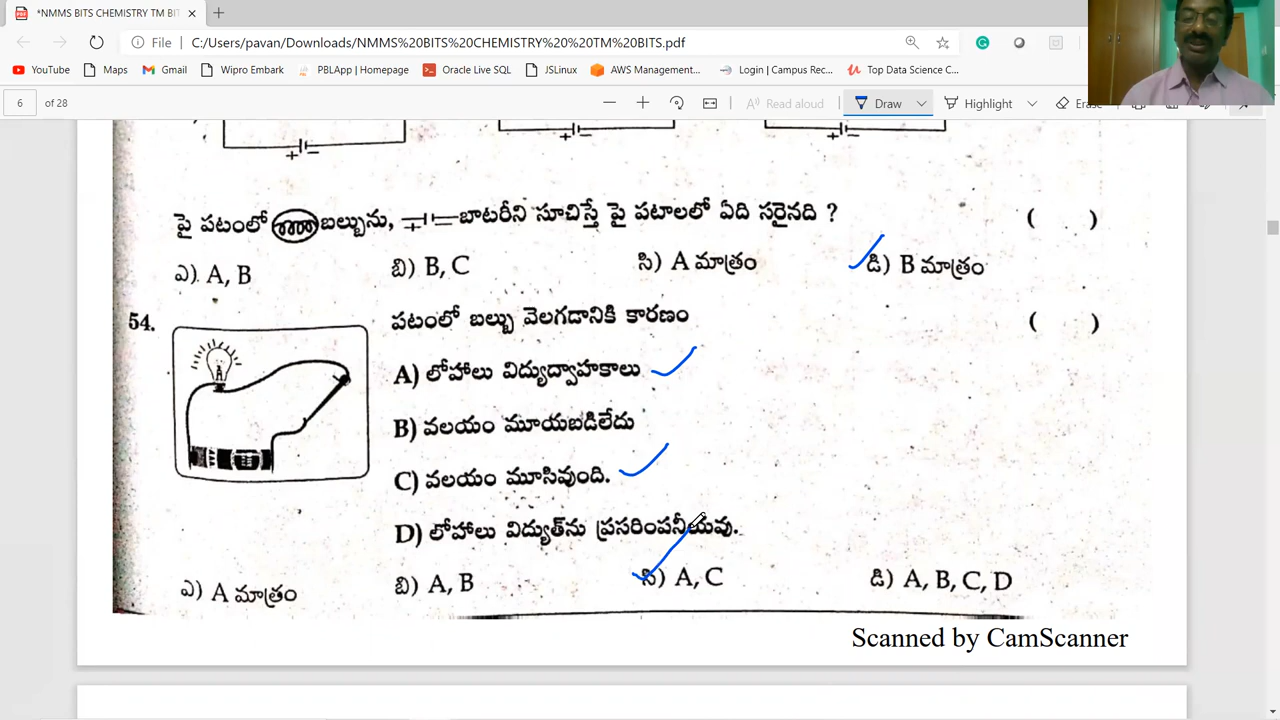 *NMMS BITS CHEMISTRY TM BIT
File C:/Users/pavan/Downloads/NMMS%20BITS%20CHEMISTRY%20%20TM%20BITS.pdf
YouTube Maps Gmail Wipro Embark PBLApp | Homepage Oracle Live SQL JSLinux AWS Management... Login | Campus Rec... Top Data Science C...
6 of 28 Read aloud Draw Highlight Erase
పై పటంలో బల్బును, బాటరీని సూచిస్తే పై పటాలలో ఏది సరైనది ? ( )
ఎ) A, B బి) B, C సి) A మాత్రం డి) B మాత్రం
54. పటంలో బల్బు వెలగడానికి కారణం ( )
A) లోహాలు విద్యుద్వాహకాలు
B) వలయం మూయబడిలేదు
C) వలయం మూసివుంది.
D) లోహాలు విద్యుత్‌ను ప్రసరింపనీయవు.
ఎ) A మాత్రం బి) A, B సి) A, C డి) A, B, C, D
Scanned by CamScanner